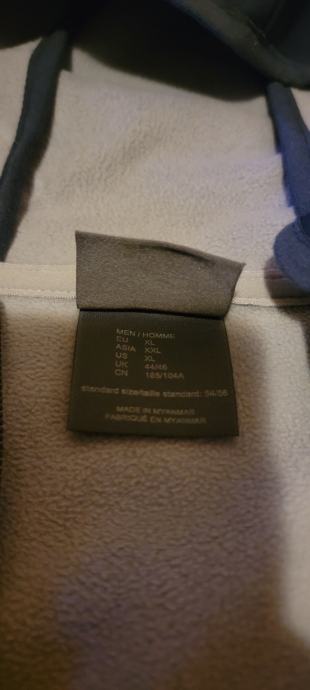 MEN / HOMME
EU XL
ASIA XXL
US XL
UK 44/46
CN 185/104A
standard size/taille standard: 54/56
MADE IN MYANMAR
FABRIQUÉ EN MYANMAR